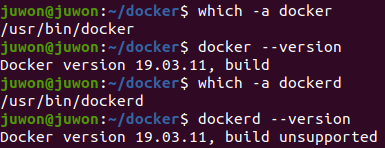 juwon@juwon:~/docker$ which -a docker
/usr/bin/docker
juwon@juwon:~/docker$ docker --version
Docker version 19.03.11, build
juwon@juwon:~/docker$ which -a dockerd
/usr/bin/dockerd
juwon@juwon:~/docker$ dockerd --version
Docker version 19.03.11, build unsupported